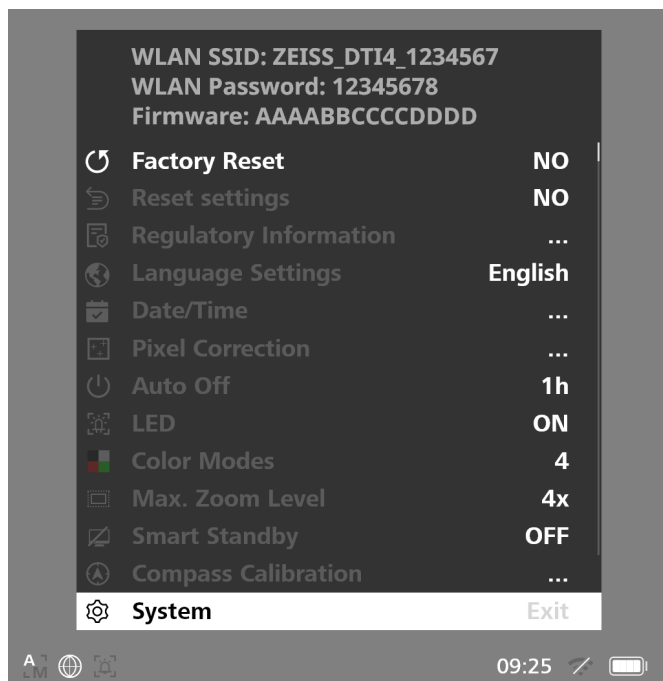 WLAN SSID: ZEISS_DTI4_1234567
WLAN Password: 12345678
Firmware: AAAABBCCCCDDDD
Factory Reset NO
Reset settings NO
Regulatory Information ...
Language Settings English
Date/Time ...
Pixel Correction ...
Auto Off 1h
LED ON
Color Modes 4
Max. Zoom Level 4x
Smart Standby OFF
Compass Calibration ...
System Exit
A M 09:25